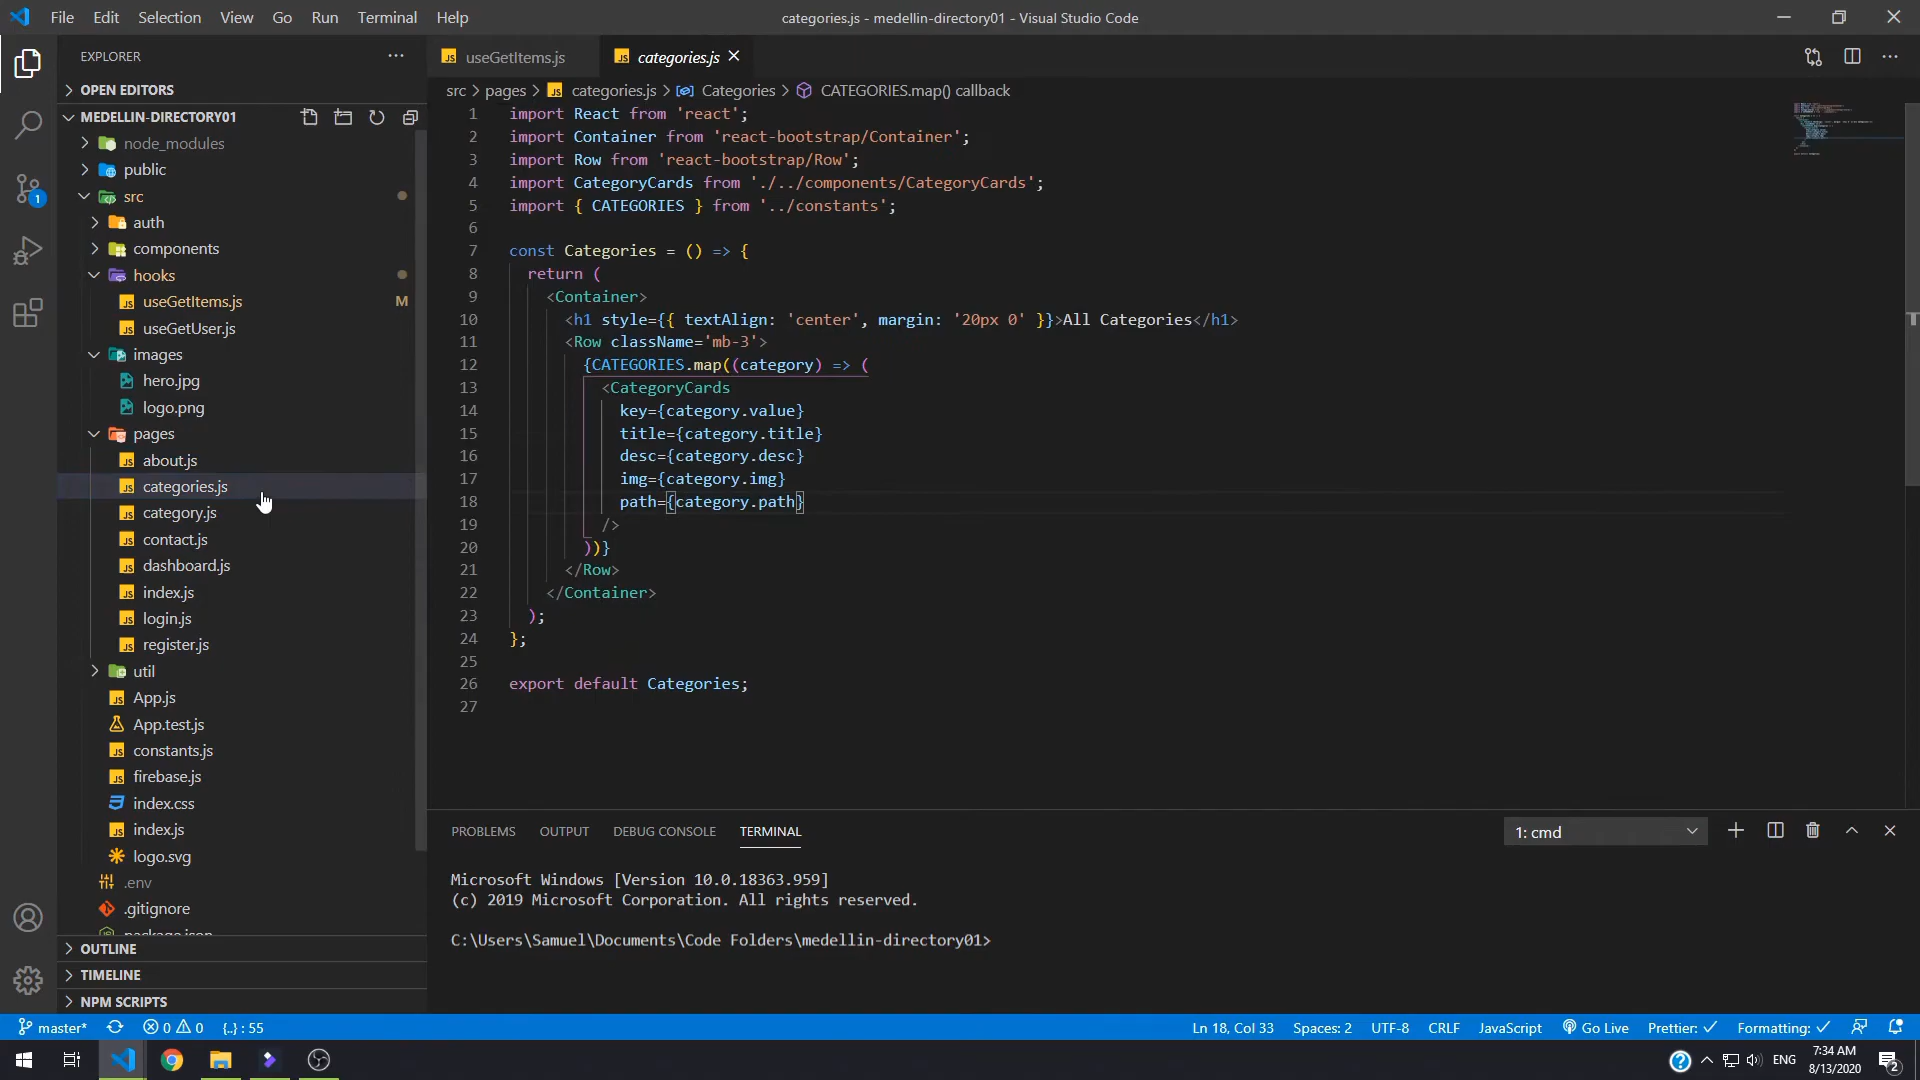 File Edit Selection View Go Run Terminal Help
categories.js - medellin-directory01 - Visual Studio Code
EXPLORER
OPEN EDITORS
MEDELLIN-DIRECTORY01
node_modules
public
src
auth
components
hooks
useGetItems.js M
useGetUser.js
images
hero.jpg
logo.png
pages
about.js
categories.js
category.js
contact.js
dashboard.js
index.js
login.js
register.js
util
App.js
App.test.js
constants.js
firebase.js
index.css
index.js
logo.svg
.env
.gitignore
package.json
OUTLINE
TIMELINE
NPM SCRIPTS
1
JS useGetItems.js
JS categories.js
src > pages > JS categories.js > Categories > CATEGORIES.map() callback
1 import React from 'react';
2 import Container from 'react-bootstrap/Container';
3 import Row from 'react-bootstrap/Row';
4 import CategoryCards from './../components/CategoryCards';
5 import { CATEGORIES } from '../constants';
6
7 const Categories = () => {
8 return (
9 <Container>
10 <h1 style={{ textAlign: 'center', margin: '20px 0' }}>All Categories</h1>
11 <Row className='mb-3'>
12 {CATEGORIES.map((category) => (
13 <CategoryCards
14 key={category.value}
15 title={category.title}
16 desc={category.desc}
17 img={category.img}
18 path={category.path}
19 />
20 ))}
21 </Row>
22 </Container>
23 );
24 };
25
26 export default Categories;
27
PROBLEMS OUTPUT DEBUG CONSOLE TERMINAL
1: cmd
Microsoft Windows [Version 10.0.18363.959]
(c) 2019 Microsoft Corporation. All rights reserved.
C:\Users\Samuel\Documents\Code Folders\medellin-directory01>
master* 0 0 {..} : 55
Ln 18, Col 33 Spaces: 2 UTF-8 CRLF JavaScript Go Live Prettier: ✓ Formatting: ✓
ENG
7:34 AM
8/13/2020
2